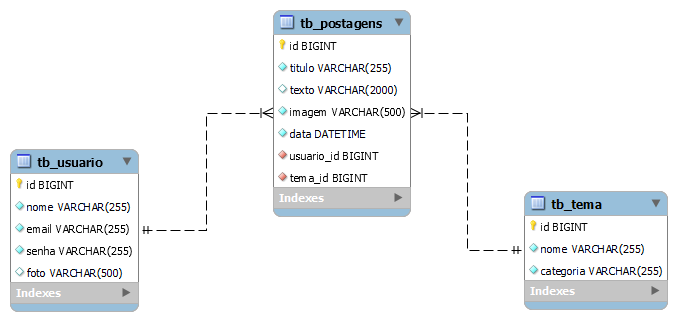 tb_postagens
id BIGINT
titulo VARCHAR(255)
texto VARCHAR(2000)
imagem VARCHAR(500)
data DATETIME
usuario_id BIGINT
tema_id BIGINT
Indexes
tb_usuario
id BIGINT
nome VARCHAR(255)
email VARCHAR(255)
senha VARCHAR(255)
foto VARCHAR(500)
Indexes
tb_tema
id BIGINT
nome VARCHAR(255)
categoria VARCHAR(255)
Indexes